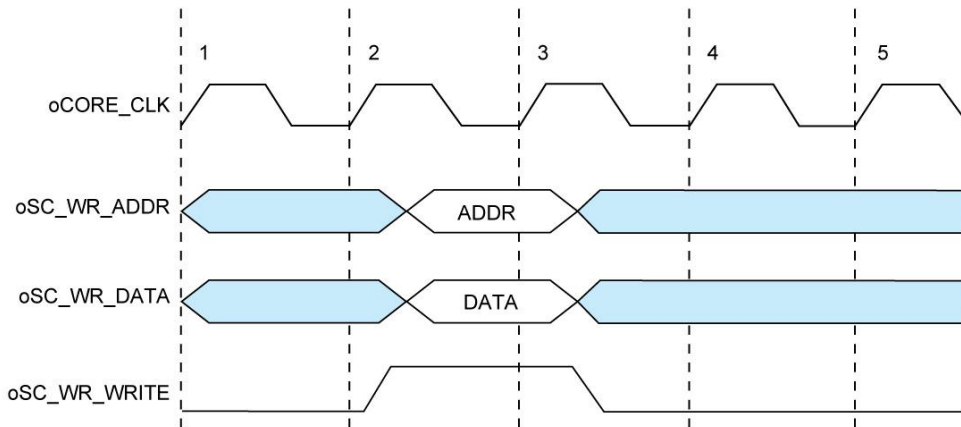 1 2 3 4 5
oCORE_CLK
oSC_WR_ADDR ADDR
oSC_WR_DATA DATA
oSC_WR_WRITE